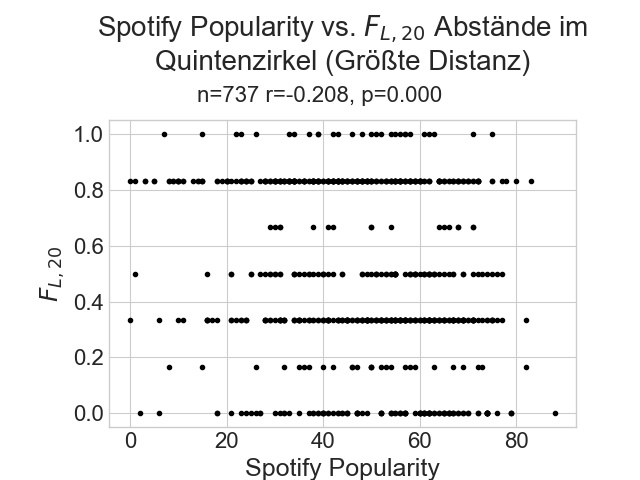 Spotify Popularity vs. F_{L, 20} Abstände im
Quintenzirkel (Größte Distanz)
n=737 r=-0.208, p=0.000
1.0
0.8
0.6
0.4
0.2
0.0
F_{L, 20}
0 20 40 60 80
Spotify Popularity